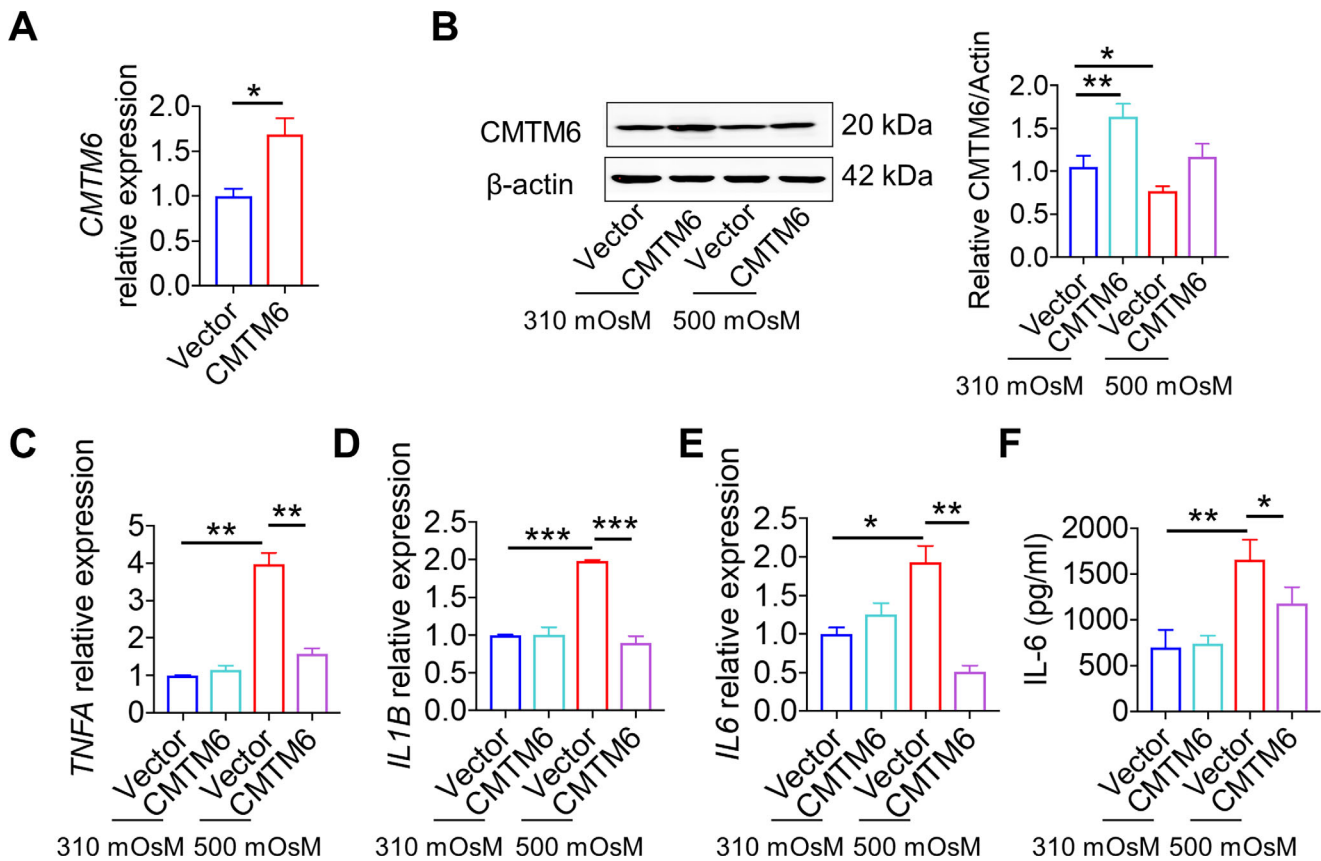 A
CMTM6
relative expression
2.0
1.5
1.0
0.5
0.0
*
Vector
CMTM6
B
CMTM6
20 kDa
β-actin
42 kDa
Vector
CMTM6
Vector
CMTM6
310 mOsM
500 mOsM
Relative CMTM6/Actin
2.0
1.5
1.0
0.5
0.0
*
**
Vector
CMTM6
Vector
CMTM6
310 mOsM
500 mOsM
C
TNFA relative expression
5
4
2
1
0
**
**
Vector
CMTM6
Vector
CMTM6
310 mOsM
500 mOsM
D
IL1B relative expression
2.5
2.0
1.5
1.0
0.5
0.0
***
***
Vector
CMTM6
Vector
CMTM6
310 mOsM
500 mOsM
E
IL6 relative expression
2.5
2.0
1.5
1.0
0.5
0.0
*
**
Vector
CMTM6
Vector
CMTM6
310 mOsM
500 mOsM
F
IL-6 (pg/ml)
2000
1500
1000
500
0
**
*
Vector
CMTM6
Vector
CMTM6
310 mOsM
500 mOsM